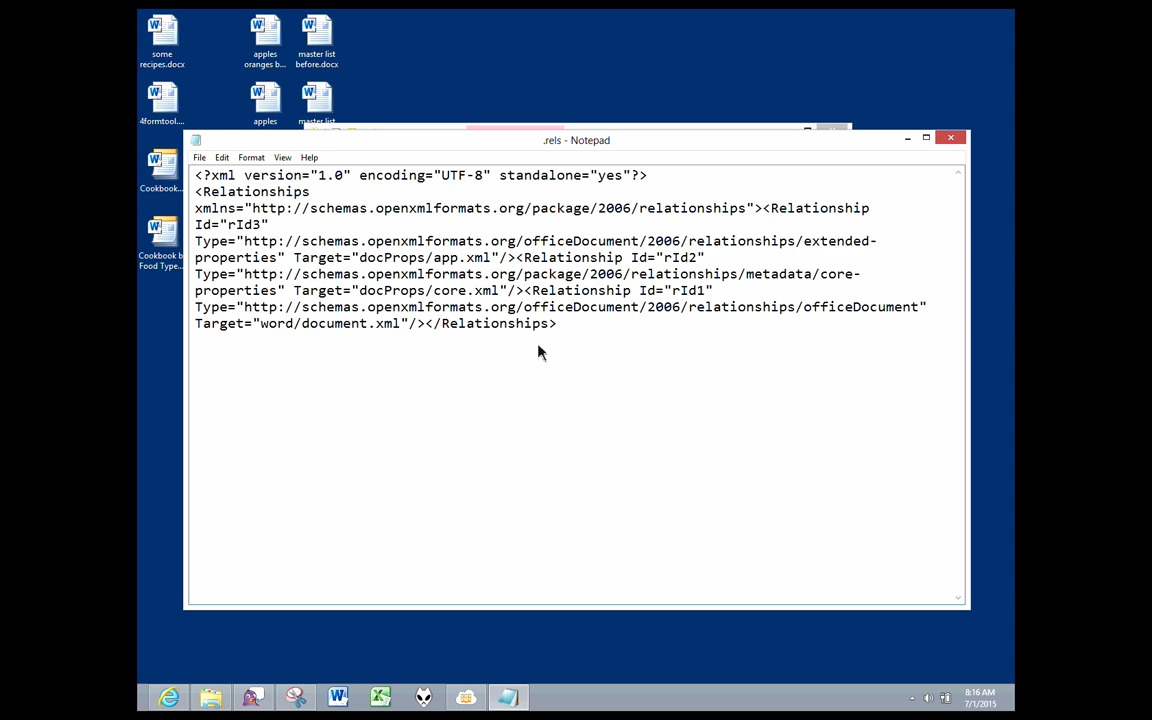 some
recipes.docx
apples
oranges b...
master list
before.docx
4formtool....
apples
master list
Cookbook...
Cookbook b
Food Type...
.rels - Notepad
File Edit Format View Help
<?xml version="1.0" encoding="UTF-8" standalone="yes"?>
<Relationships
xmlns="http://schemas.openxmlformats.org/package/2006/relationships"><Relationship
Id="rId3"
Type="http://schemas.openxmlformats.org/officeDocument/2006/relationships/extended-
properties" Target="docProps/app.xml"/><Relationship Id="rId2"
Type="http://schemas.openxmlformats.org/package/2006/relationships/metadata/core-
properties" Target="docProps/core.xml"/><Relationship Id="rId1"
Type="http://schemas.openxmlformats.org/officeDocument/2006/relationships/officeDocument"
Target="word/document.xml"/></Relationships>
8:16 AM
7/1/2015